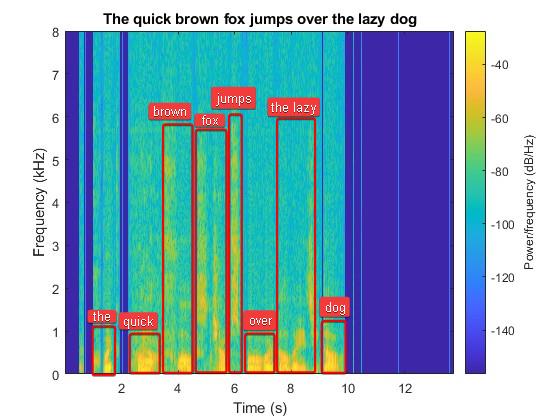 The quick brown fox jumps over the lazy dog
8
7
6
5
4
3
2
1
0
Frequency (kHz)
the
quick
brown
fox
jumps
over
the lazy
dog
2 4 6 8 10 12
Time (s)
-40
-60
-80
-100
-120
-140
Power/frequency (dB/Hz)